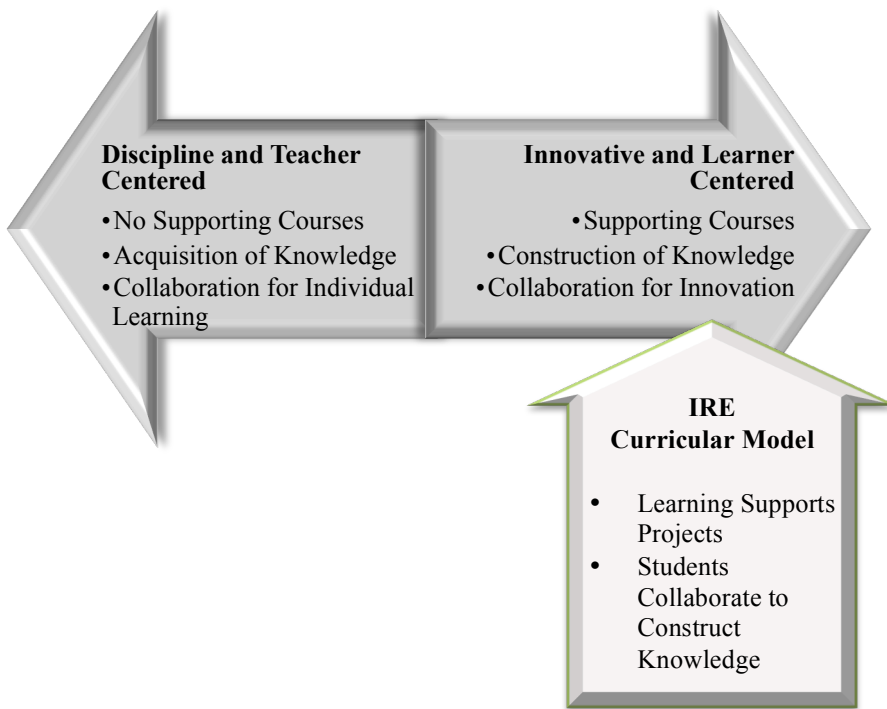 Discipline and Teacher
Centered
•No Supporting Courses
•Acquisition of Knowledge
•Collaboration for Individual
Learning
Innovative and Learner
Centered
•Supporting Courses
•Construction of Knowledge
•Collaboration for Innovation
IRE
Curricular Model
• Learning Supports
Projects
• Students
Collaborate to
Construct
Knowledge